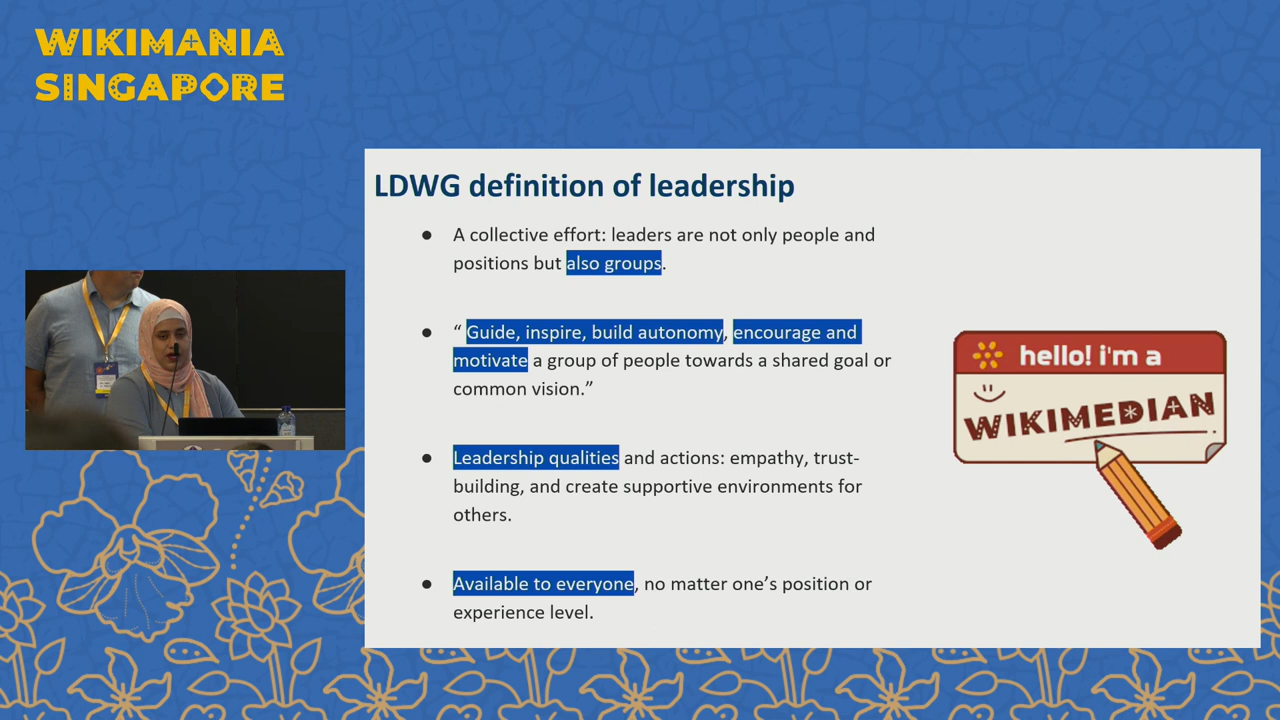 WIKIMANIA
SINGAPORE
LDWG definition of leadership
● A collective effort: leaders are not only people and
positions but also groups.
● “ Guide, inspire, build autonomy, encourage and
motivate a group of people towards a shared goal or
common vision.”
● Leadership qualities and actions: empathy, trust-
building, and create supportive environments for
others.
● Available to everyone, no matter one’s position or
experience level.
hello! i'm a
WIKIMEDIAN